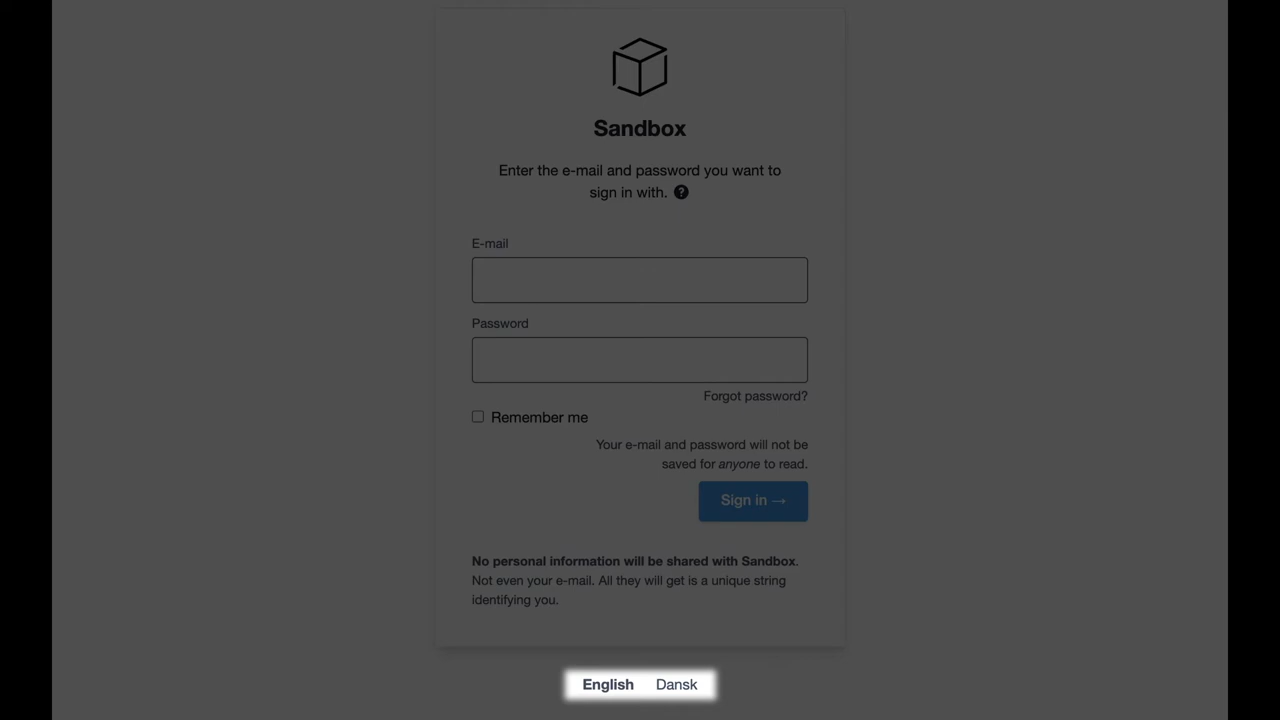 Sandbox
Enter the e-mail and password you want to
sign in with. ?
E-mail
Password
Forgot password?
Remember me
Your e-mail and password will not be
saved for anyone to read.
Sign in →
No personal information will be shared with Sandbox.
Not even your e-mail. All they will get is a unique string
identifying you.
English Dansk